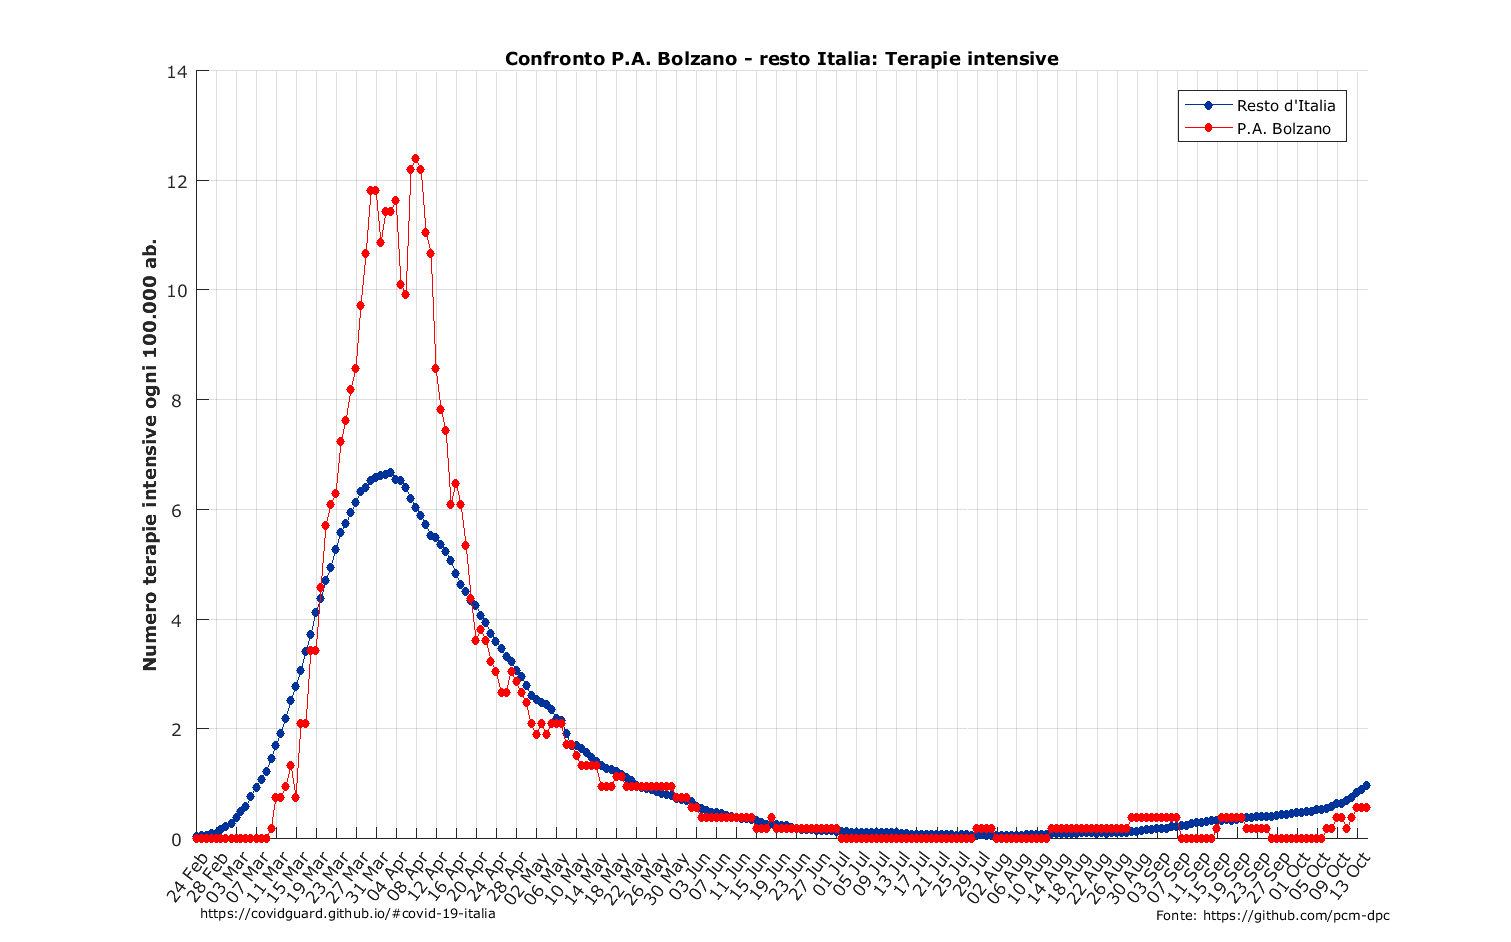 Confronto P.A. Bolzano - resto Italia: Terapie intensive
Resto d'Italia
P.A. Bolzano
Numero terapie intensive ogni 100.000 ab.
14
12
10
8
6
4
2
0
24 Feb
28 Feb
03 Mar
07 Mar
11 Mar
15 Mar
19 Mar
23 Mar
27 Mar
31 Mar
04 Apr
08 Apr
12 Apr
16 Apr
20 Apr
24 Apr
28 Apr
02 May
06 May
10 May
14 May
18 May
22 May
26 May
30 May
03 Jun
07 Jun
11 Jun
15 Jun
19 Jun
23 Jun
27 Jun
01 Jul
05 Jul
09 Jul
13 Jul
17 Jul
21 Jul
25 Jul
29 Jul
02 Aug
06 Aug
10 Aug
14 Aug
18 Aug
22 Aug
26 Aug
30 Aug
03 Sep
07 Sep
11 Sep
15 Sep
19 Sep
23 Sep
27 Sep
01 Oct
05 Oct
09 Oct
13 Oct
https://covidguard.github.io/#covid-19-italia
Fonte: https://github.com/pcm-dpc